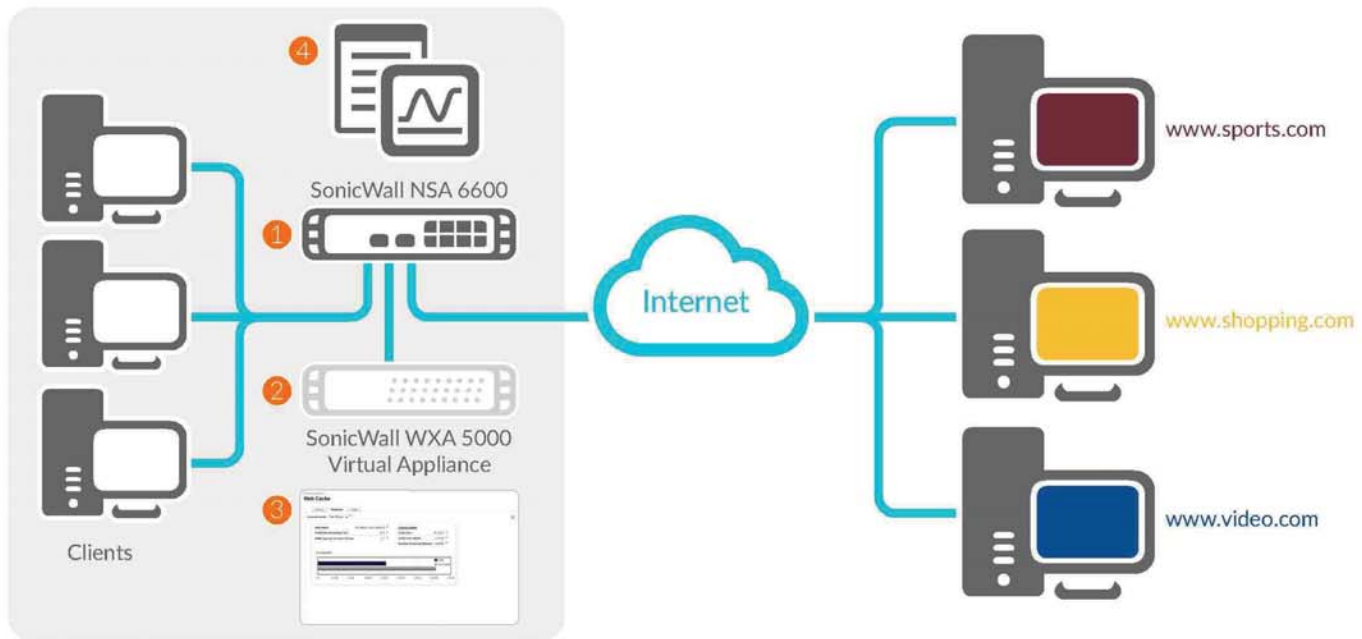 4
SonicWall NSA 6600
1
2
SonicWall WXA 5000
Virtual Appliance
3
Web Cache
Clients
Internet
www.sports.com
www.shopping.com
www.video.com